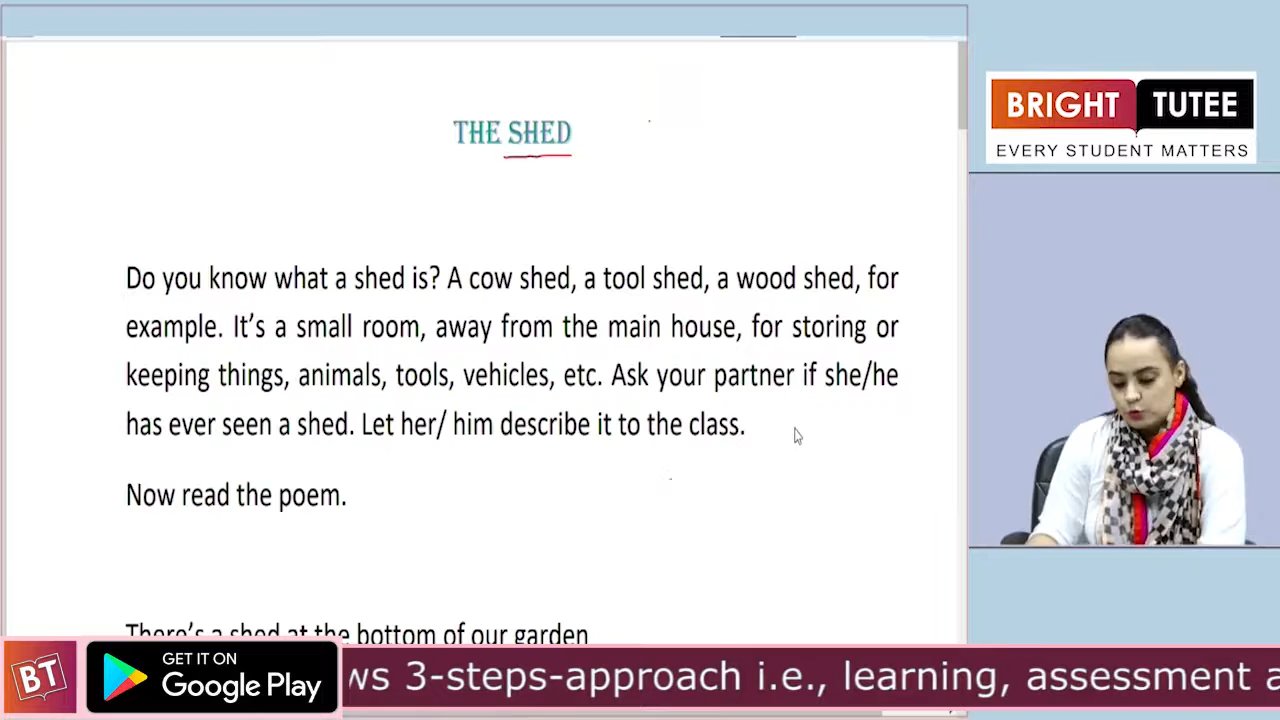 THE SHED
BRIGHT TUTEE
EVERY STUDENT MATTERS
Do you know what a shed is? A cow shed, a tool shed, a wood shed, for
example. It's a small room, away from the main house, for storing or
keeping things, animals, tools, vehicles, etc. Ask your partner if she/he
has ever seen a shed. Let her/ him describe it to the class.
Now read the poem.
There's a shed at the bottom of our garden
BT
GET IT ON
Google Play
ws 3-steps-approach i.e., learning, assessment a